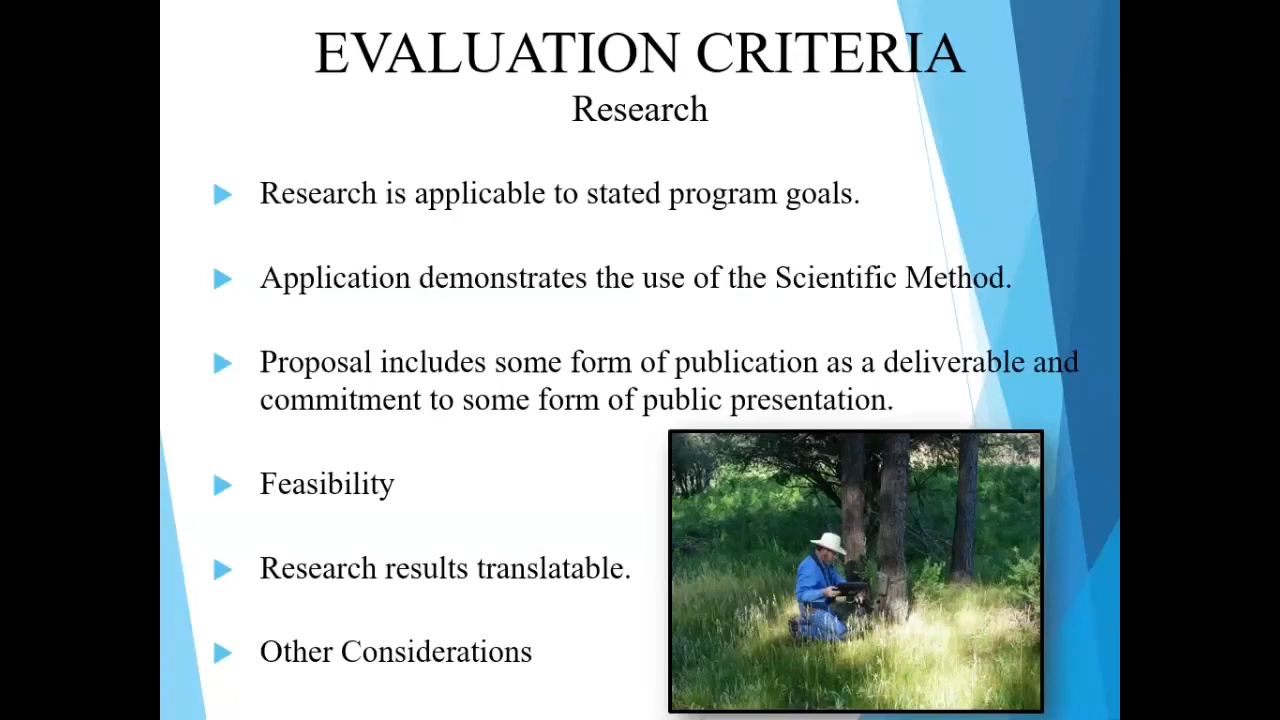 EVALUATION CRITERIA
Research
Research is applicable to stated program goals.
Application demonstrates the use of the Scientific Method.
Proposal includes some form of publication as a deliverable and
commitment to some form of public presentation.
Feasibility
Research results translatable.
Other Considerations